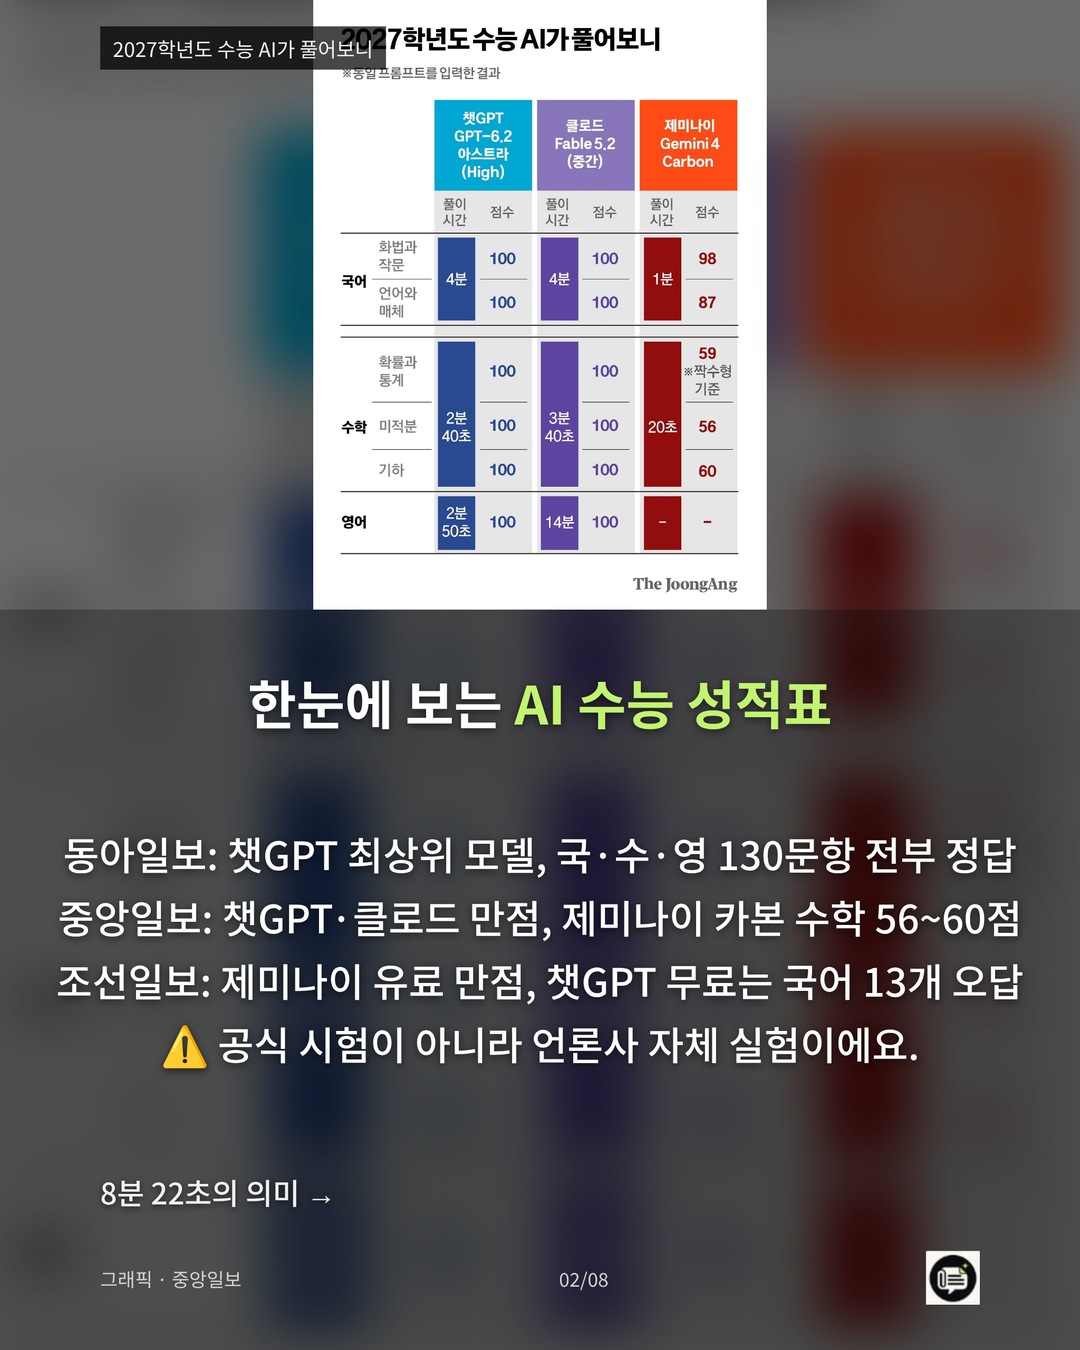 2027학년도 수능 AI가 풀어보니
2027학년도 수능 AI가 풀어보니
※동일 프롬프트를 입력한 결과
챗GPT
GPT-6.2
아스트라
(High)
클로드
Fable 5.2
(중간)
제미나이
Gemini 4
Carbon
풀이
시간
점수
풀이
시간
점수
풀이
시간
점수
국어
화법과
작문
4분
100
4분
100
1분
98
언어와
매체
100
100
87
수학
확률과
통계
2분
40초
100
3분
40초
100
20초
59
※짝수형
기준
미적분
100
100
56
기하
100
100
60
영어
2분
50초
100
14분
100
–
–
The JoongAng
한눈에 보는 AI 수능 성적표
동아일보: 챗GPT 최상위 모델, 국·수·영 130문항 전부 정답
중앙일보: 챗GPT·클로드 만점, 제미나이 카본 수학 56~60점
조선일보: 제미나이 유료 만점, 챗GPT 무료는 국어 13개 오답
⚠️ 공식 시험이 아니라 언론사 자체 실험이에요.
8분 22초의 의미 →
그래픽 · 중앙일보
02/08